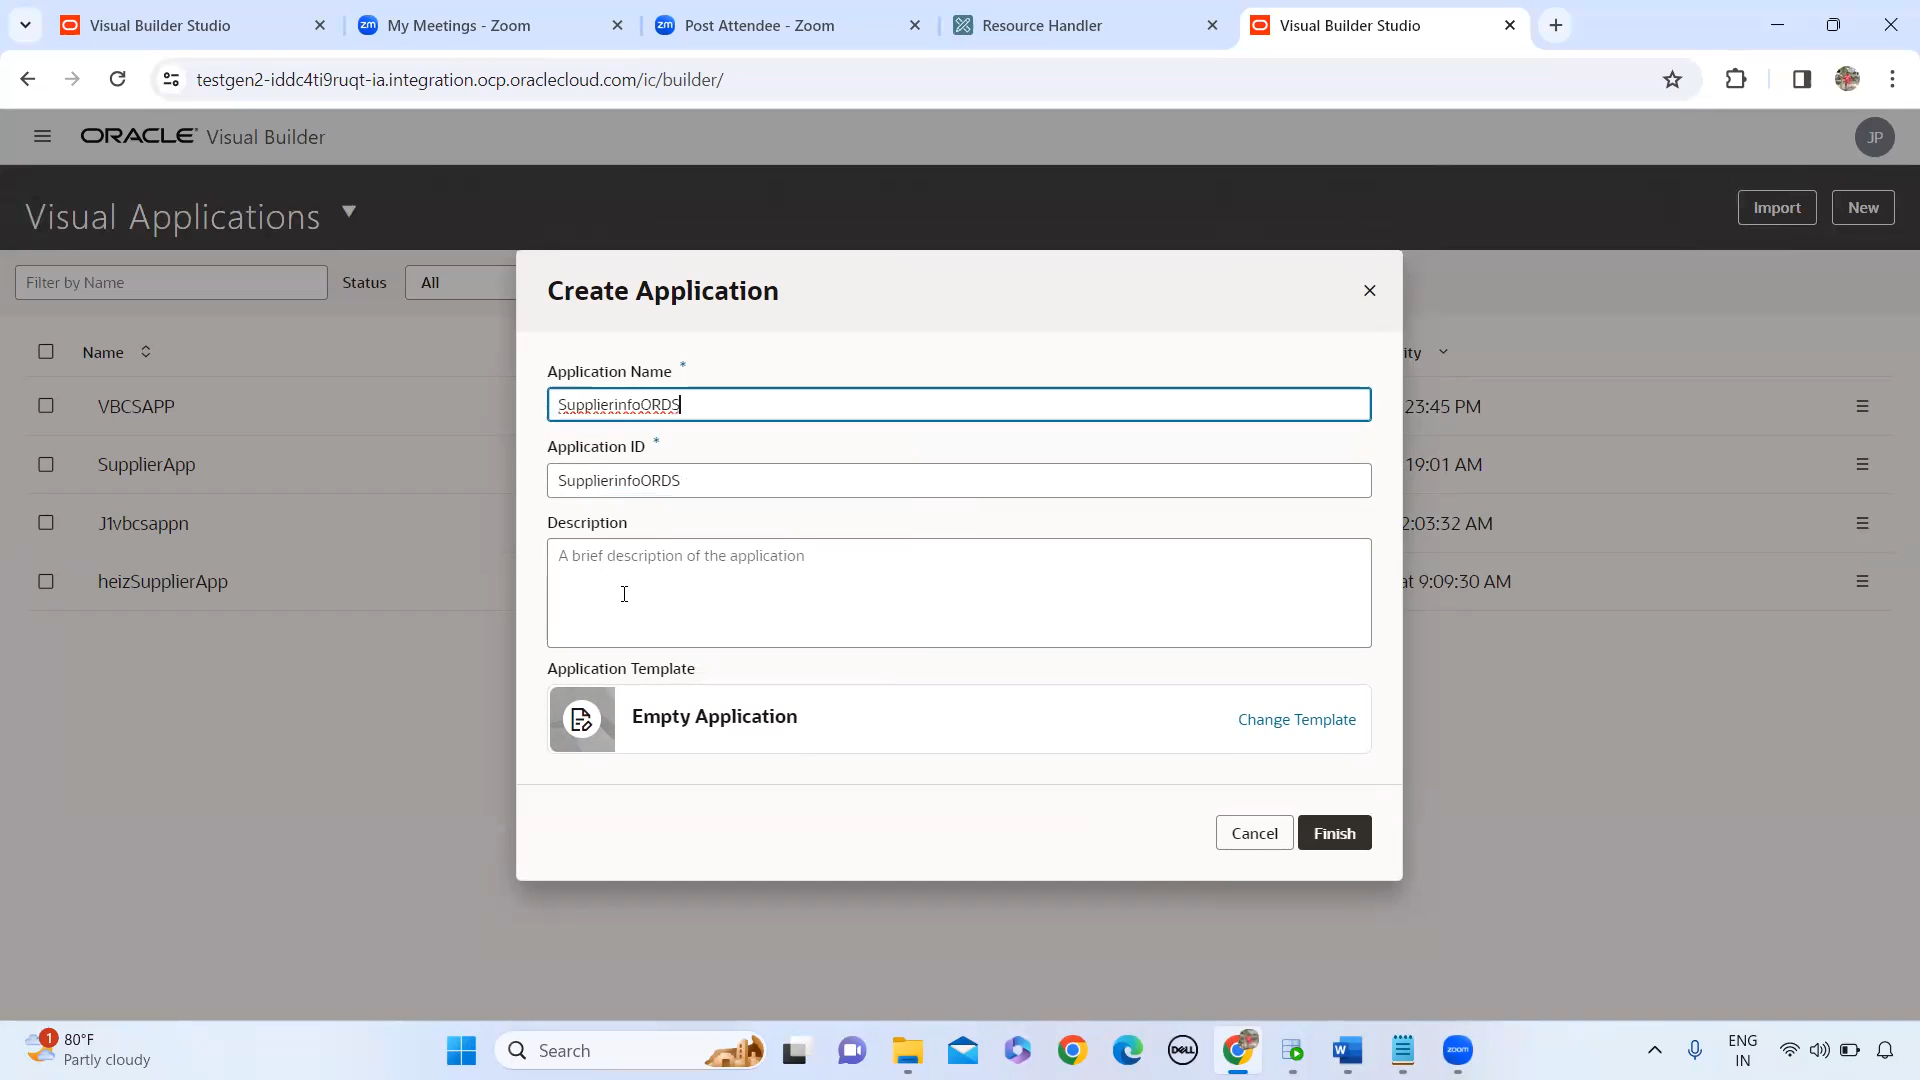 Visual Builder Studio
My Meetings - Zoom
Post Attendee - Zoom
Resource Handler
Visual Builder Studio
testgen2-iddc4ti9ruqt-ia.integration.ocp.oraclecloud.com/ic/builder/
ORACLE Visual Builder
JP
Visual Applications
Import
New
Filter by Name
Status
All
Create Application
Name
ity
Application Name *
VBCSAPP
SupplierinfoORDS
23:45 PM
Application ID *
SupplierApp
SupplierinfoORDS
19:01 AM
Description
J1vbcsappn
2:03:32 AM
A brief description of the application
heizSupplierApp
at 9:09:30 AM
Application Template
Empty Application
Change Template
Cancel
Finish
1
80°F
Partly cloudy
Search
DELL
zoom
ENG
IN